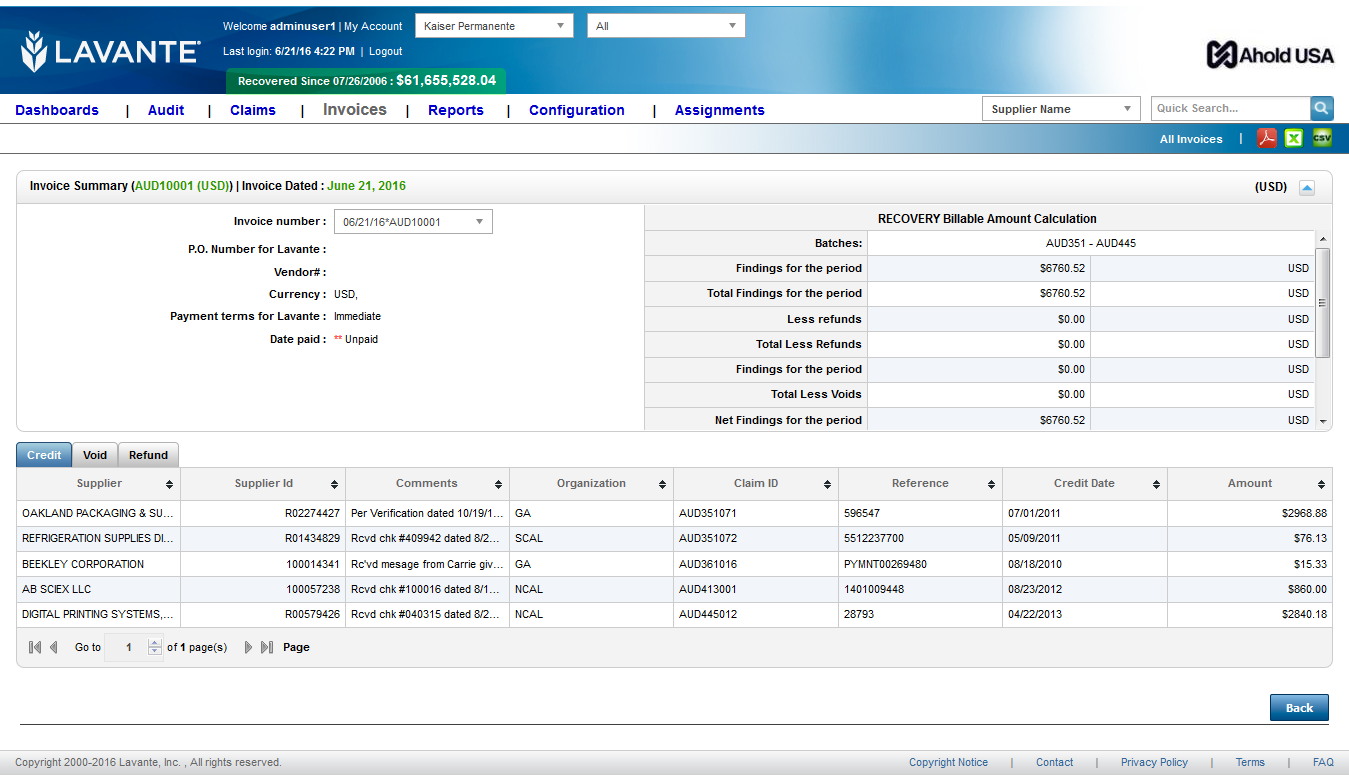 Welcome adminuser1 | My Account Kaiser Permanente All
LAVANTE
Last login: 6/21/16 4:22 PM | Logout
Ahold USA
Recovered Since 07/26/2006 : $61,655,528.04
Dashboards | Audit | Claims | Invoices | Reports | Configuration | Assignments Supplier Name Quick Search...
All Invoices | CSV
Invoice Summary (AUD10001 (USD)) | Invoice Dated : June 21, 2016 (USD)
Invoice number : 06/21/16*AUD10001
P.O. Number for Lavante :
Vendor# :
Currency : USD,
Payment terms for Lavante : Immediate
Date paid : ** Unpaid
RECOVERY Billable Amount Calculation
Batches: AUD351 - AUD445
Findings for the period $6760.52 USD
Total Findings for the period $6760.52 USD
Less refunds $0.00 USD
Total Less Refunds $0.00 USD
Findings for the period $0.00 USD
Total Less Voids $0.00 USD
Net Findings for the period $6760.52 USD
Credit Void Refund
Supplier Supplier Id Comments Organization Claim ID Reference Credit Date Amount
OAKLAND PACKAGING & SU... R02274427 Per Verification dated 10/19/1... GA AUD351071 596547 07/01/2011 $2968.88
REFRIGERATION SUPPLIES DI... R01434829 Rcvd chk #409942 dated 8/2... SCAL AUD351072 5512237700 05/09/2011 $76.13
BEEKLEY CORPORATION 100014341 Rc'vd mesage from Carrie giv... GA AUD361016 PYMNT00269480 08/18/2010 $15.33
AB SCIEX LLC 100057238 Rcvd chk #100016 dated 8/1... NCAL AUD413001 1401009448 08/23/2012 $860.00
DIGITAL PRINTING SYSTEMS,... R00579426 Rcvd chk #040315 dated 8/2... NCAL AUD445012 28793 04/22/2013 $2840.18
Go to 1 of 1 page(s) Page
Back
Copyright 2000-2016 Lavante, Inc. , All rights reserved. Copyright Notice | Contact | Privacy Policy | Terms | FAQ